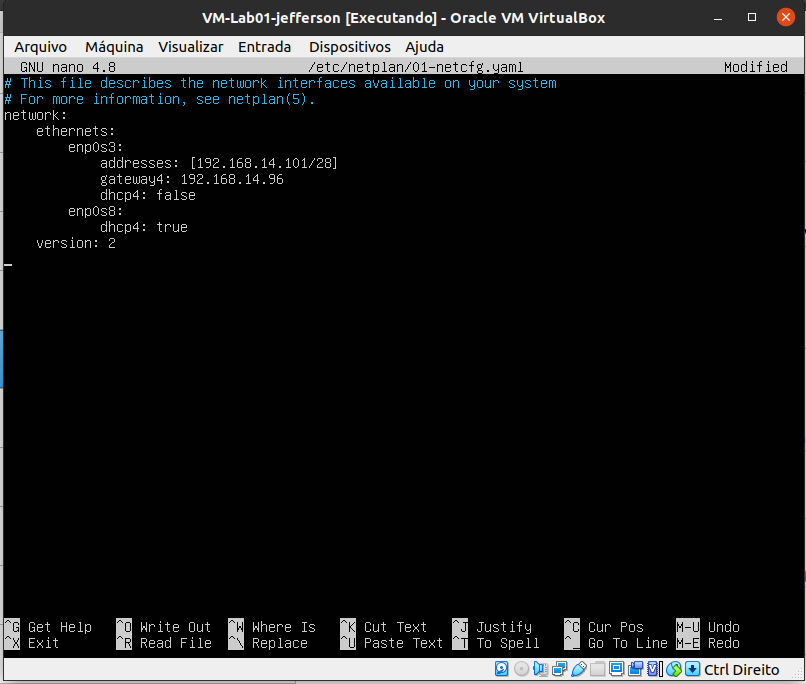 VM-Lab01-jefferson [Executando] - Oracle VM VirtualBox
Arquivo Máquina Visualizar Entrada Dispositivos Ajuda
GNU nano 4.8 /etc/netplan/01-netcfg.yaml Modified
# This file describes the network interfaces available on your system
# For more information, see netplan(5).
network:
    ethernets:
        enp0s3:
            addresses: [192.168.14.101/28]
            gateway4: 192.168.14.96
            dhcp4: false
        enp0s8:
            dhcp4: true
    version: 2
^G Get Help ^O Write Out ^W Where Is ^K Cut Text ^J Justify ^C Cur Pos M-U Undo
^X Exit ^R Read File ^\ Replace ^U Paste Text ^T To Spell ^_ Go To Line M-E Redo
Ctrl Direito